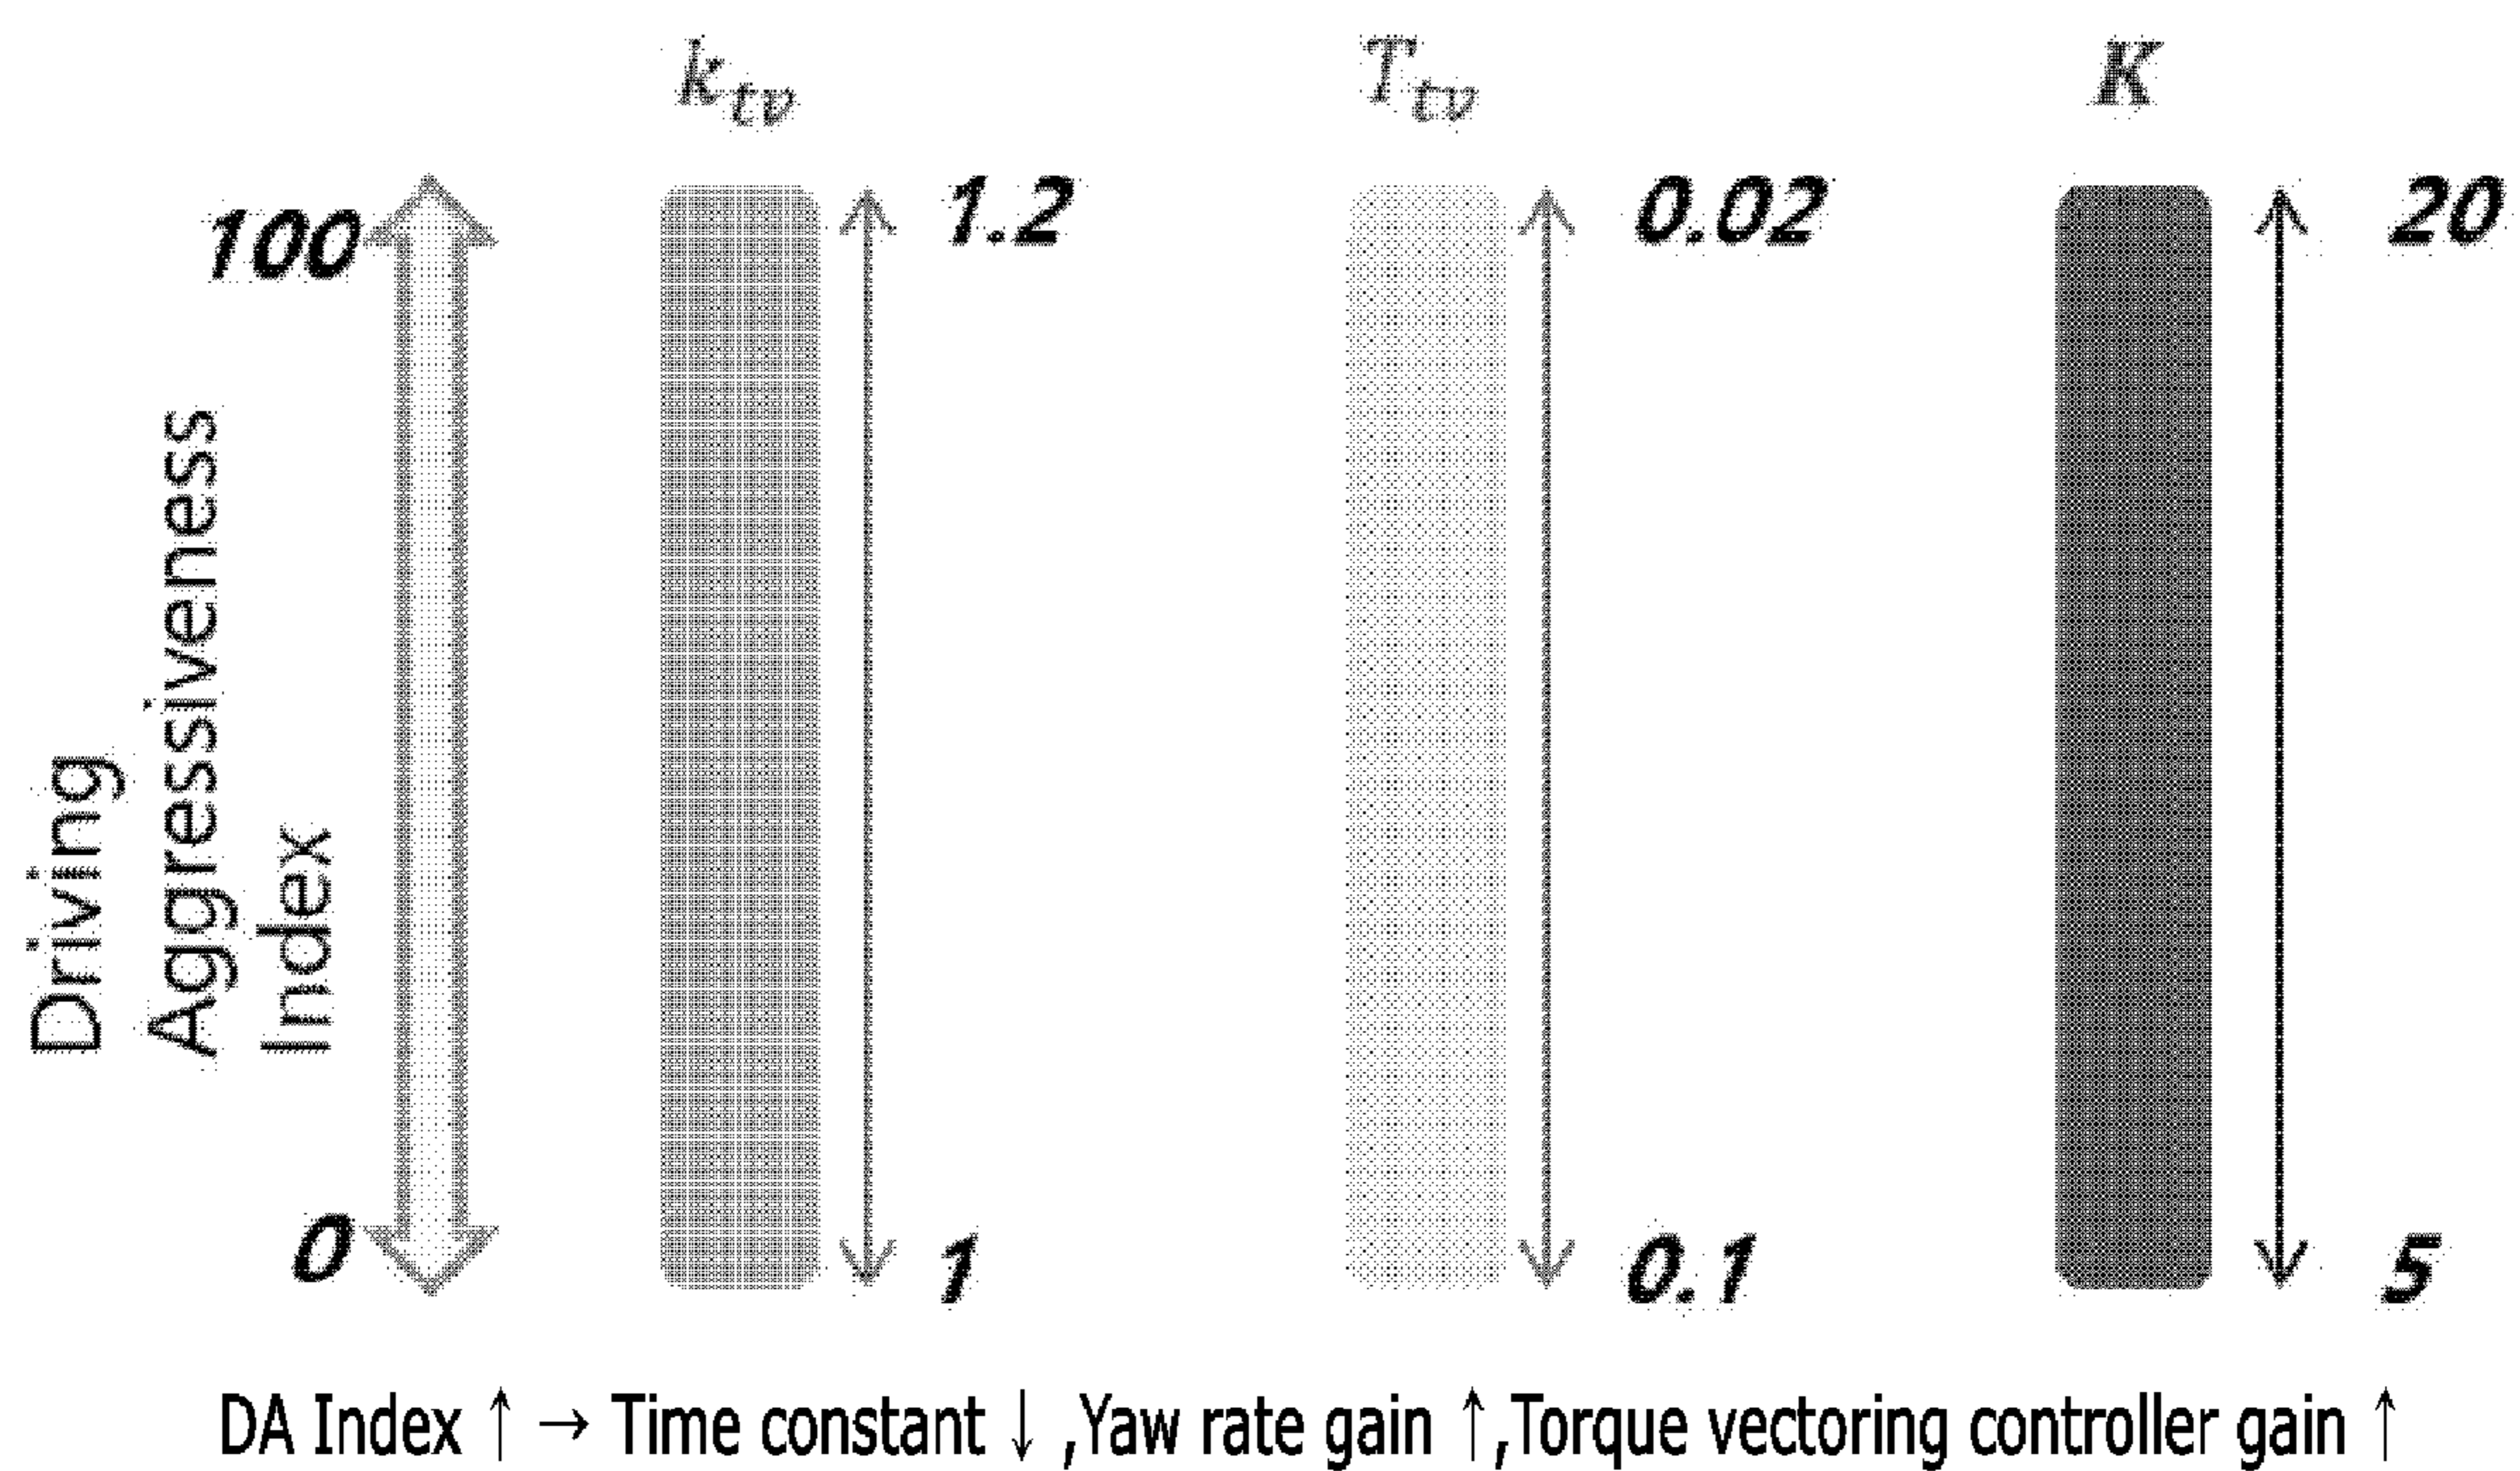 k_tv
T_tv
K
100
1.2
0.02
20
Driving
Aggressiveness
Index
0
1
0.1
5
DA Index ↑ → Time constant ↓ ,Yaw rate gain ↑,Torque vectoring controller gain ↑